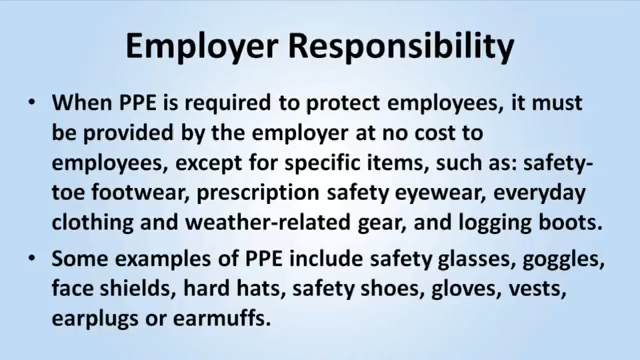 Employer Responsibility
• When PPE is required to protect employees, it must
be provided by the employer at no cost to
employees, except for specific items, such as: safety-
toe footwear, prescription safety eyewear, everyday
clothing and weather-related gear, and logging boots.
• Some examples of PPE include safety glasses, goggles,
face shields, hard hats, safety shoes, gloves, vests,
earplugs or earmuffs.